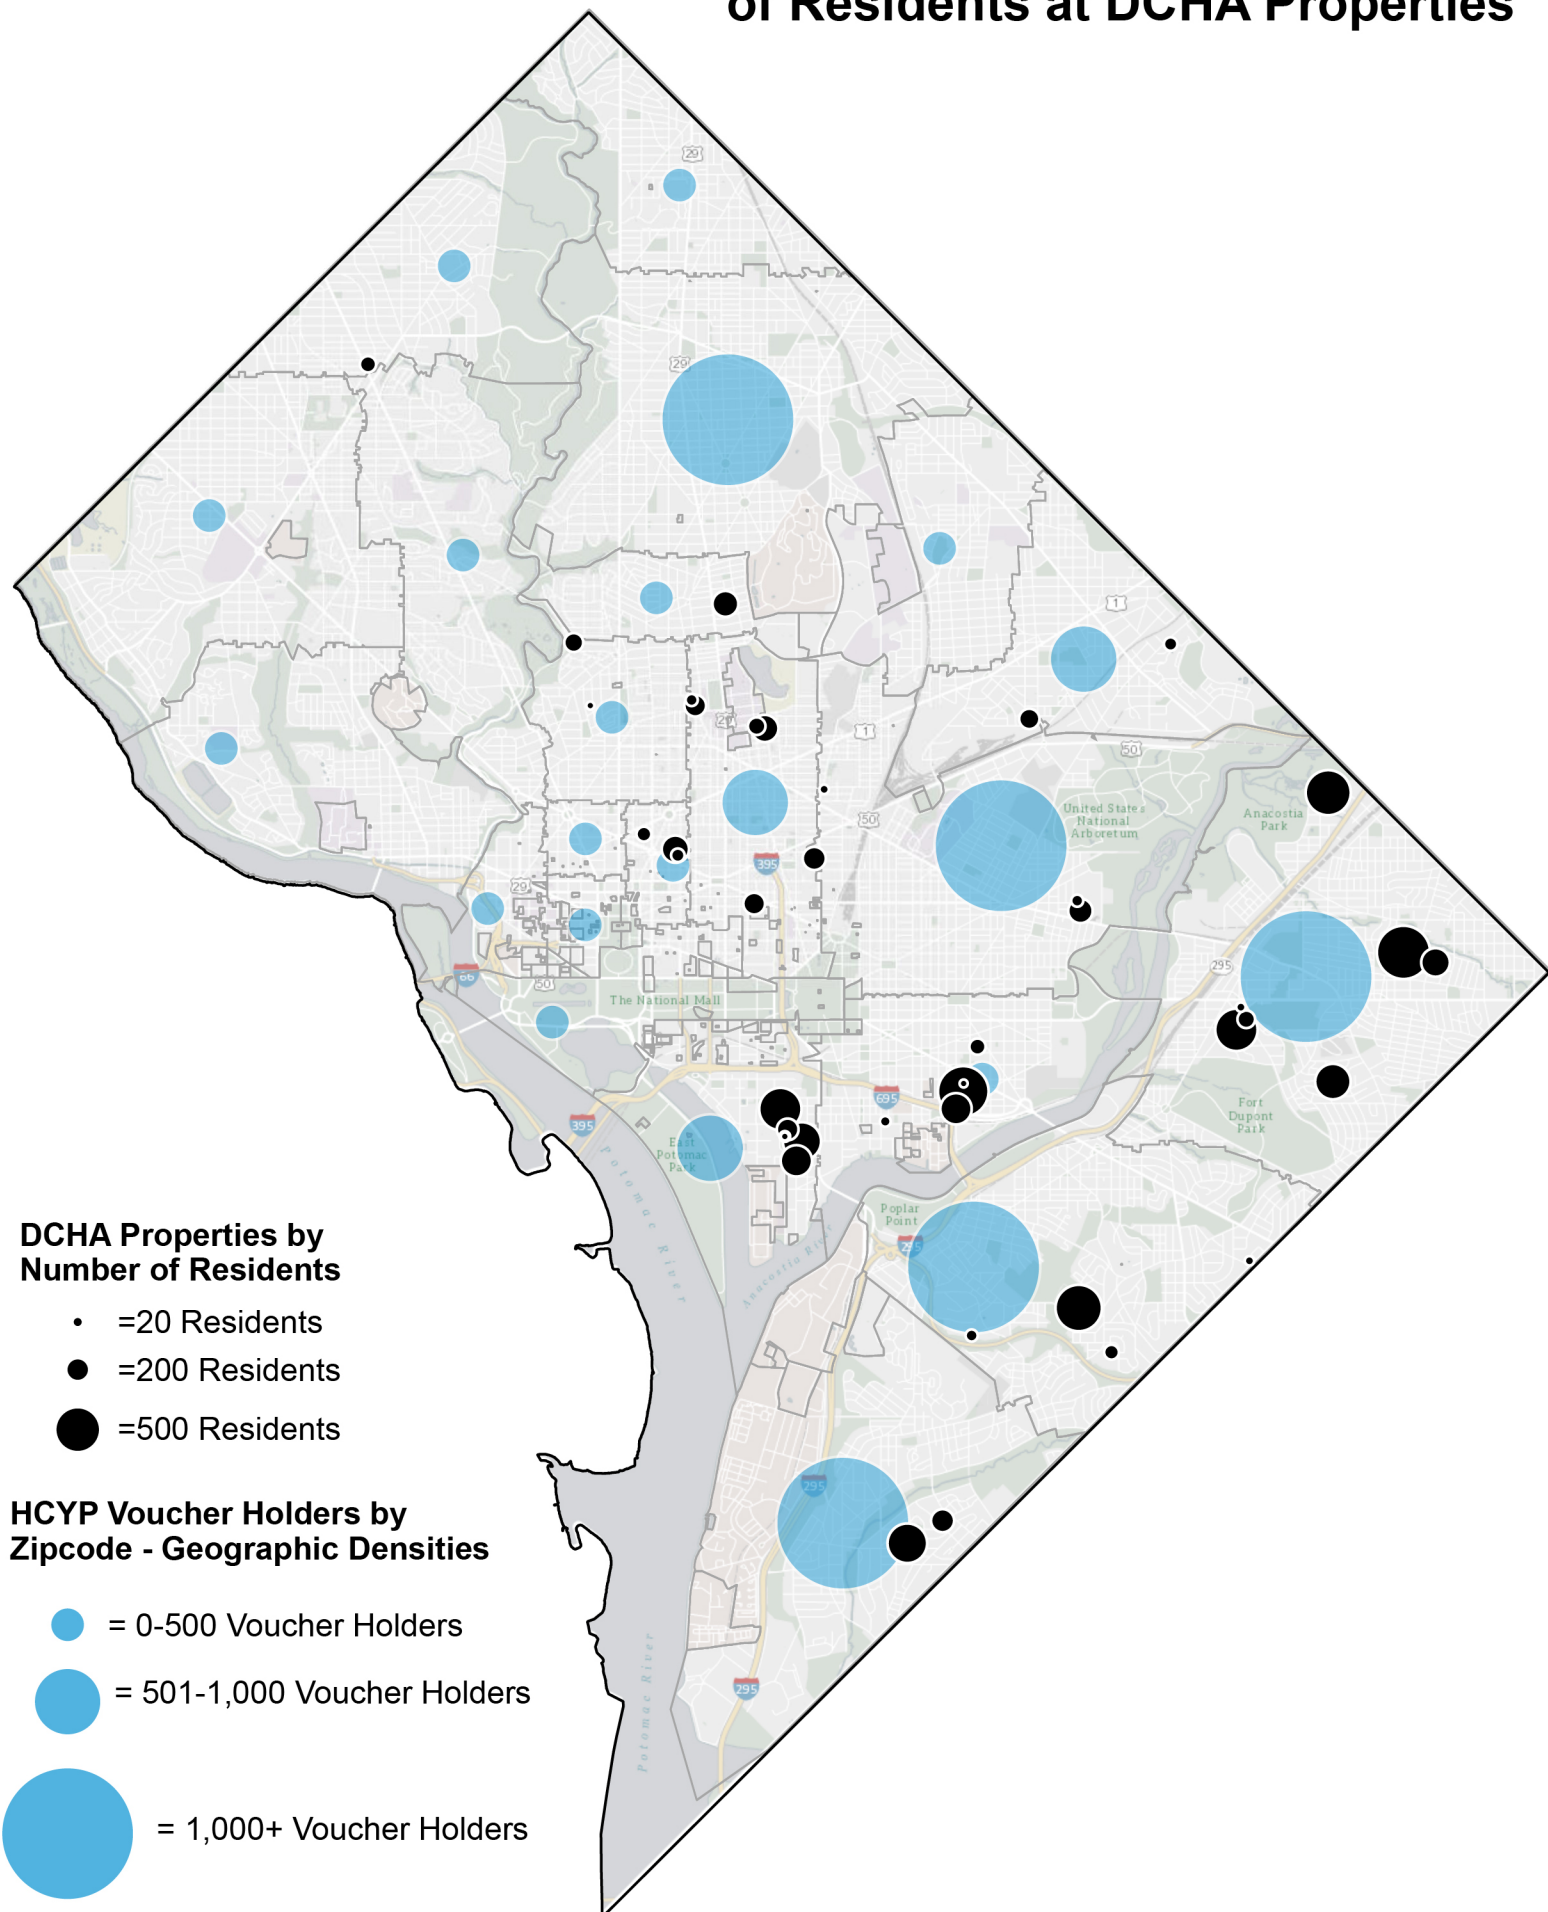 of Residents at DCHA Properties
29
29
1
29
1
50
50
United States
National
Arboretum
Anacostia
Park
395
29
295
66
50
The National Mall
695
395
East
Potomac
Park
Fort
Dupont
Park
Potomac River
Poplar
Point
295
Anacostia River
DCHA Properties by
Number of Residents
=20 Residents
=200 Residents
=500 Residents
295
HCYP Voucher Holders by
Zipcode - Geographic Densities
= 0-500 Voucher Holders
= 501-1,000 Voucher Holders
= 1,000+ Voucher Holders
295
Potomac River